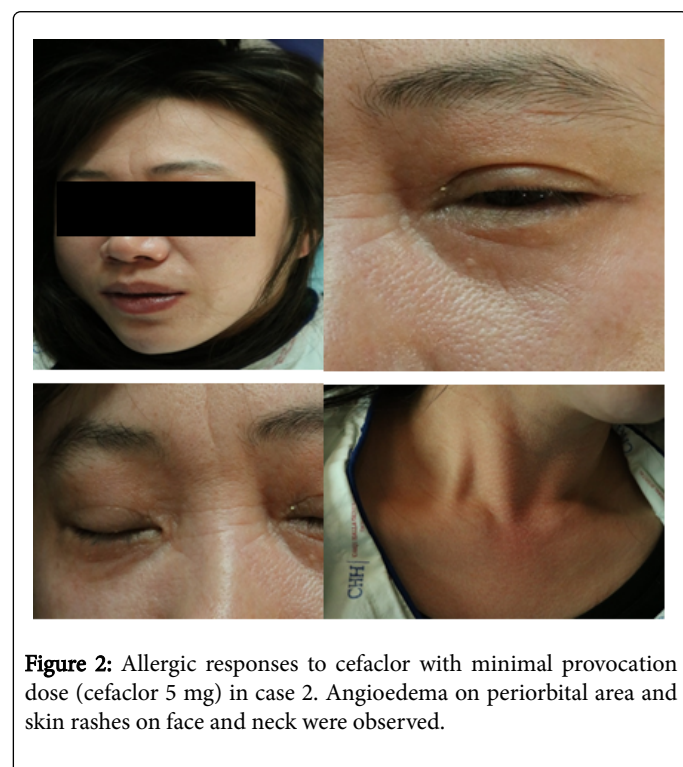 CHH
Figure 2: Allergic responses to cefaclor with minimal provocation
dose (cefaclor 5 mg) in case 2. Angioedema on periorbital area and
skin rashes on face and neck were observed.